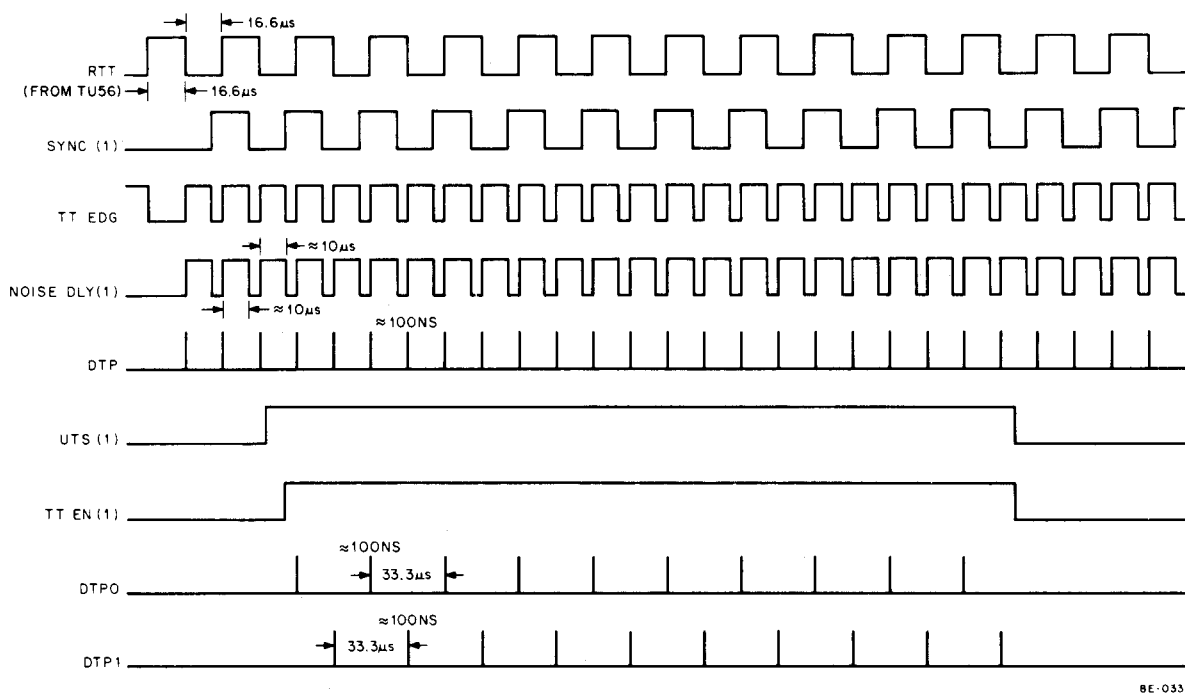 16.6µs
RTT
(FROM TU56)
16.6µs
SYNC (1)
TT EDG
≈10µs
NOISE DLY(1)
≈10µs
≈100NS
DTP
UTS (1)
TT EN (1)
≈100NS
33.3µs
DTP0
≈100NS
33.3µs
DTP1
BE-033